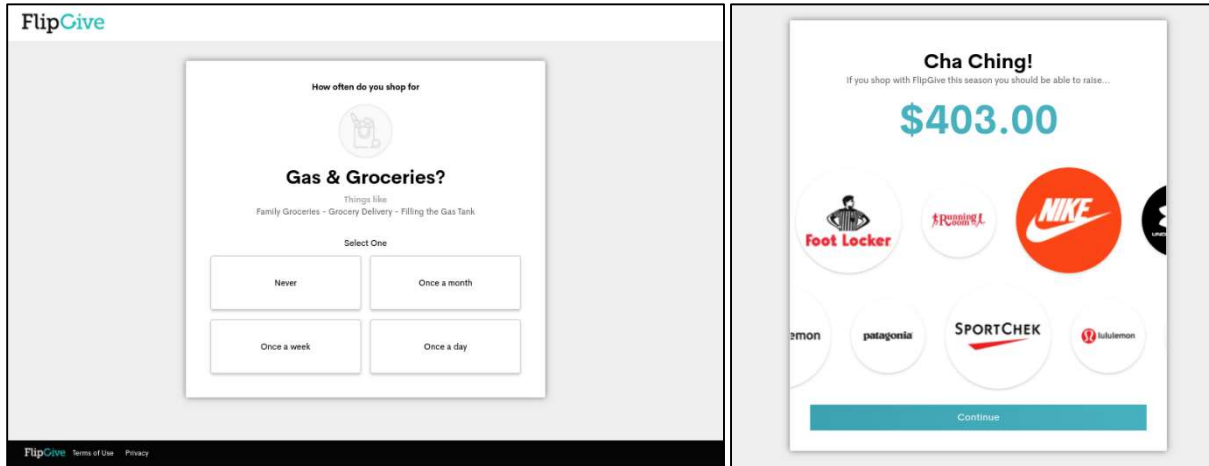 FlipGive
How often do you shop for
Gas & Groceries?
Things like
Family Groceries - Grocery Delivery - Filling the Gas Tank
Select One
Never
Once a month
Once a week
Once a day
FlipGive Terms of Use Privacy
Cha Ching!
If you shop with FlipGive this season you should be able to raise...
$403.00
Foot Locker
Running Room
NIKE
UND
emon
patagonia
SPORTCHEK
lululemon
Continue